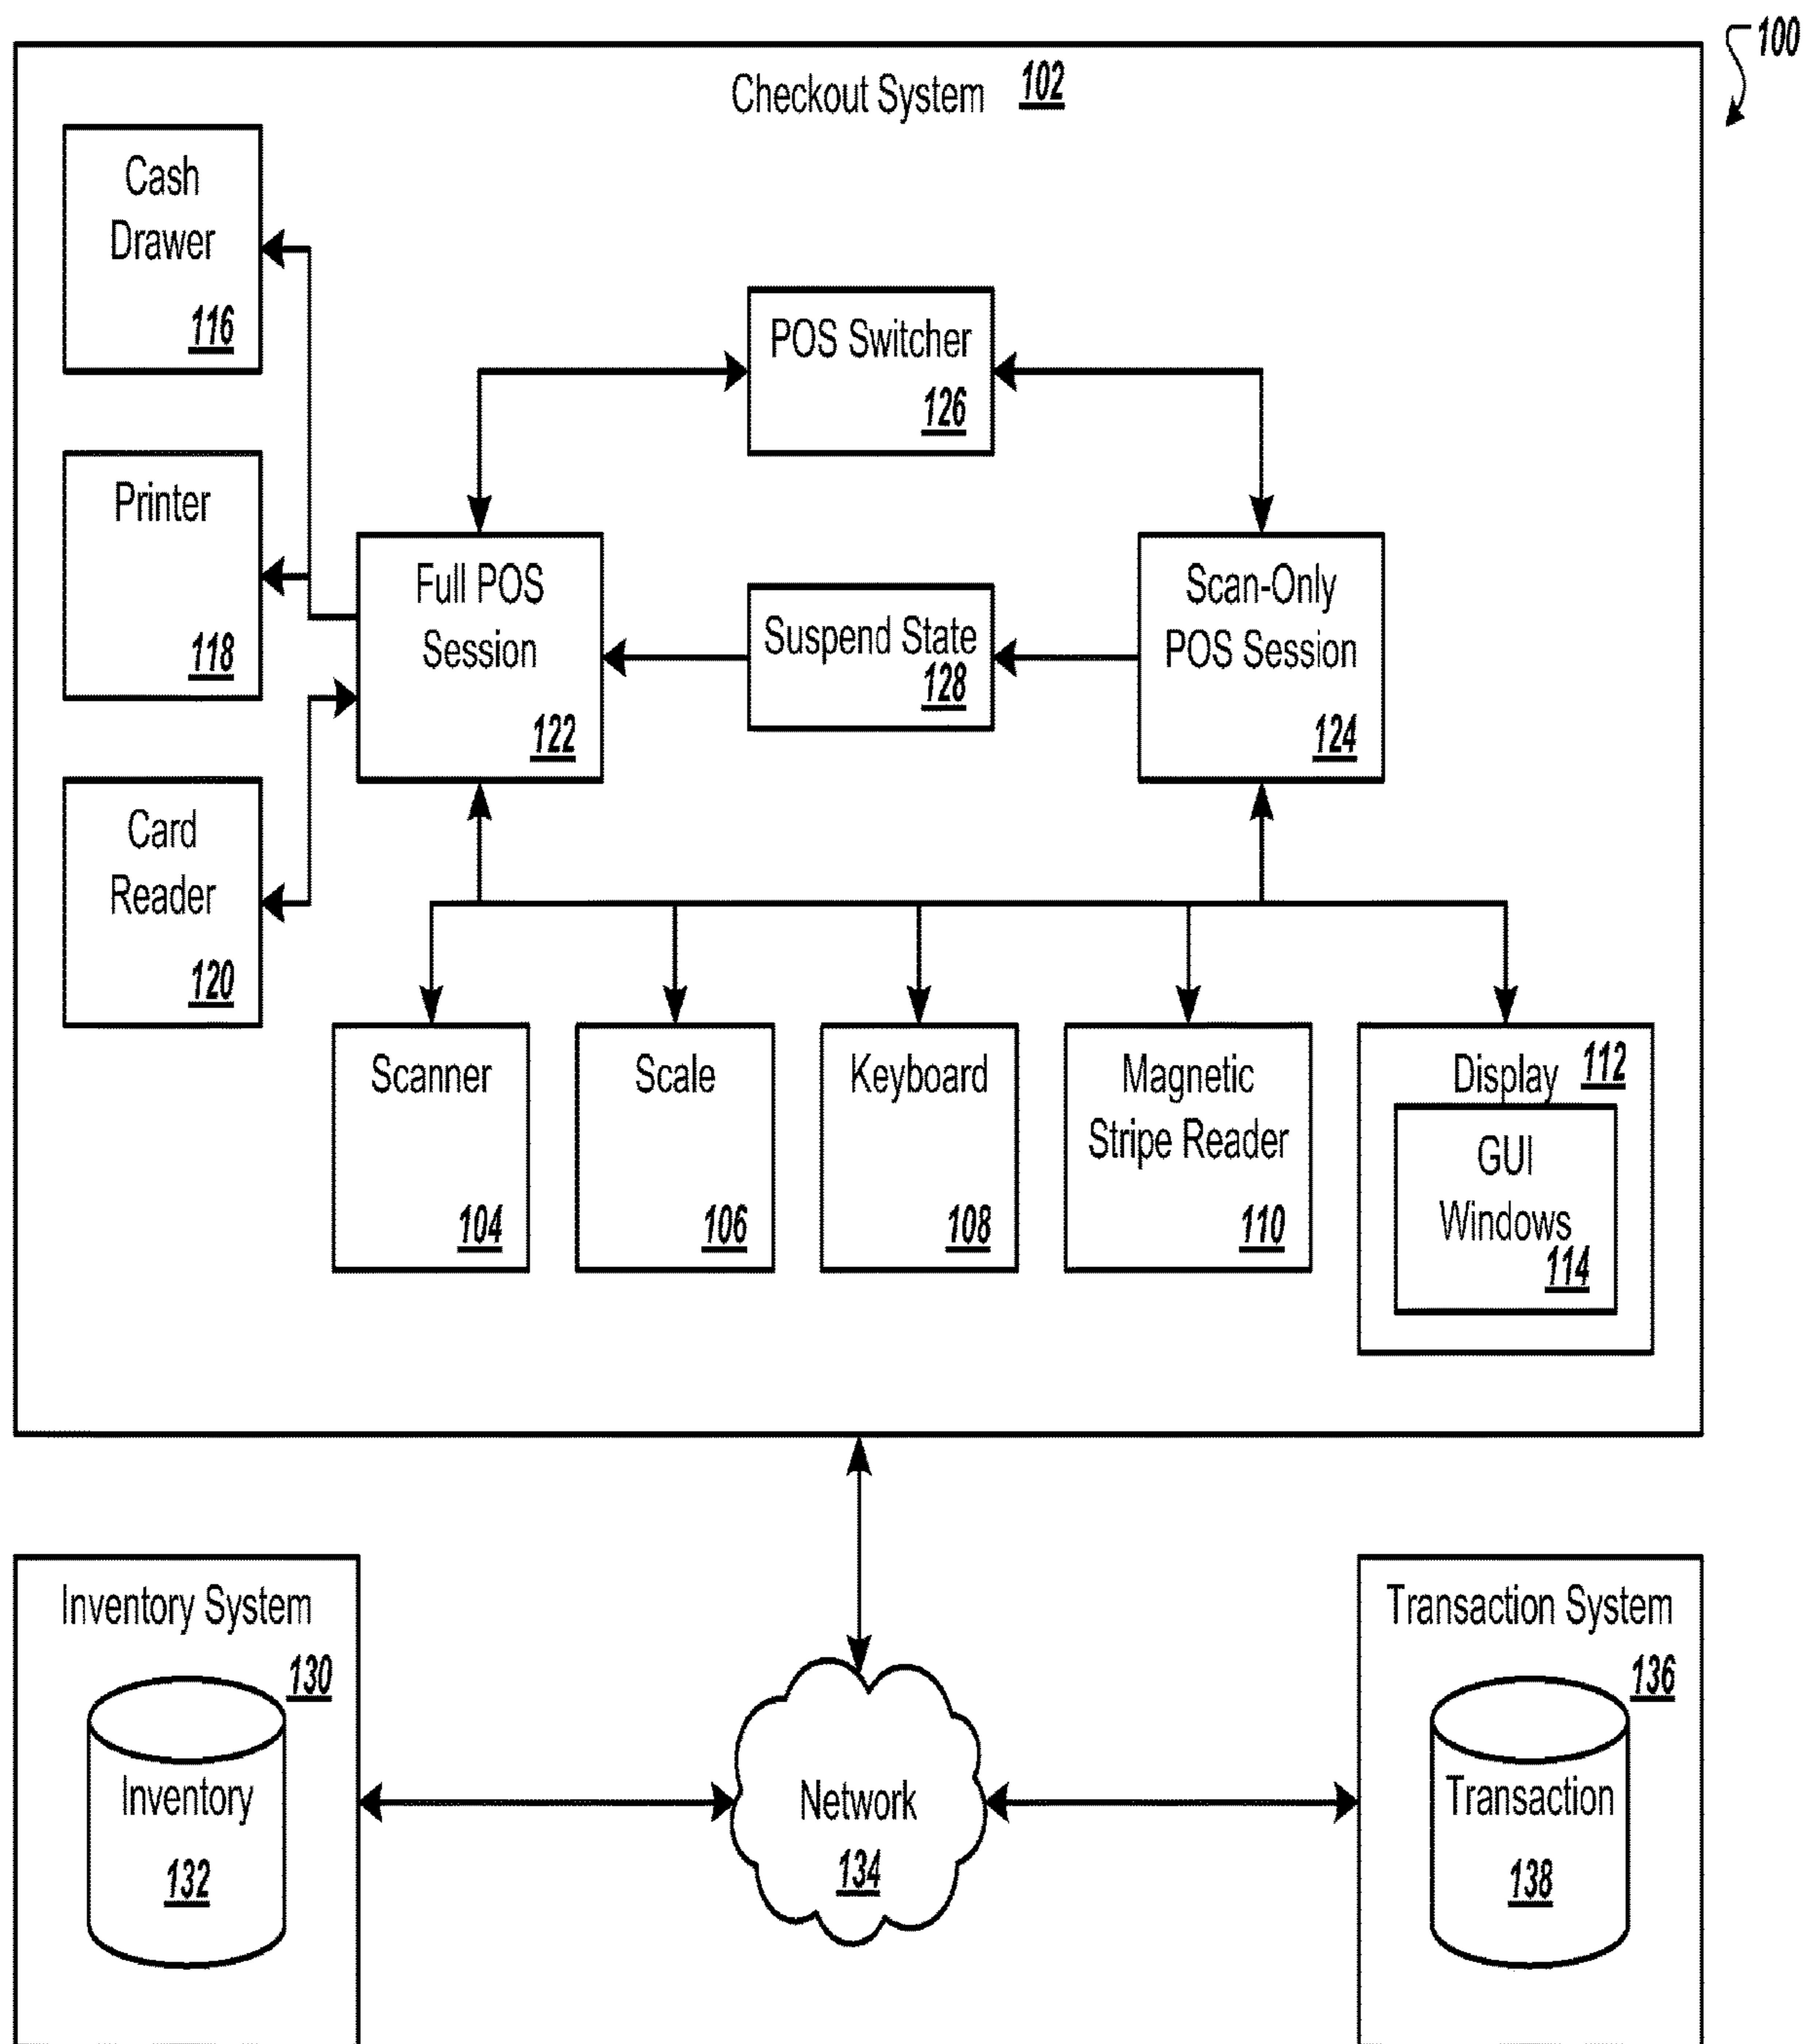 100
Checkout System 102
Cash
Drawer
116
POS Switcher
126
Printer
118
Full POS
Session
122
Suspend State
128
Scan-Only
POS Session
124
Card
Reader
120
Scanner
104
Scale
106
Keyboard
108
Magnetic
Stripe Reader
110
Display 112
GUI
Windows
114
Inventory System
130
Inventory
132
Network
134
Transaction System
136
Transaction
138